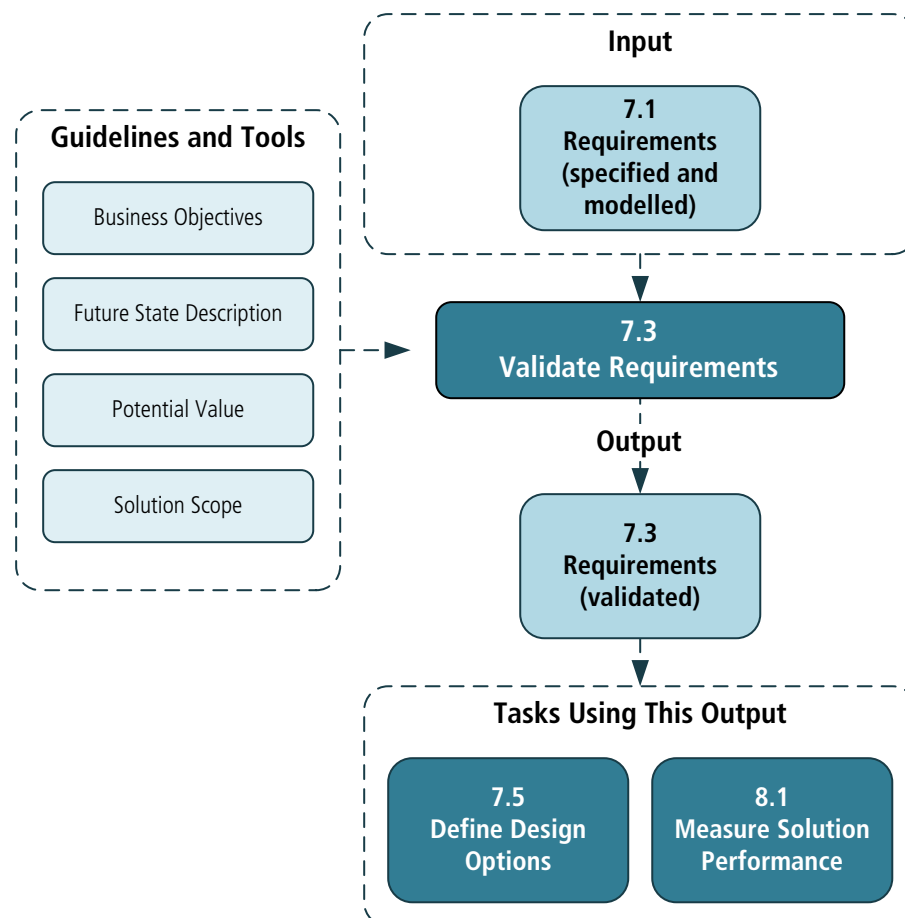 Input
7.1
Requirements
(specified and
modelled)
Guidelines and Tools
Business Objectives
Future State Description
Potential Value
Solution Scope
7.3
Validate Requirements
Output
7.3
Requirements
(validated)
Tasks Using This Output
7.5
Define Design
Options
8.1
Measure Solution
Performance